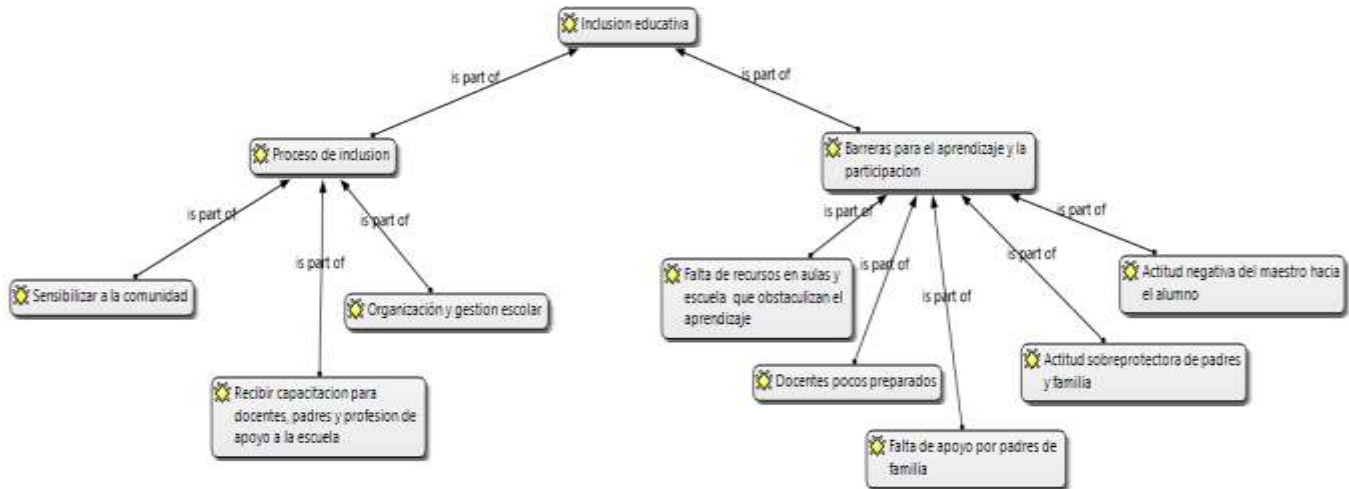 Inclusion educativa
is part of
is part of
Proceso de inclusion
Barreras para el aprendizaje y la
participacion
is part of
is part of
is part of
is part of
is part of
is part of
is part of
is part of
Sensibilizar a la comunidad
Organización y gestion escolar
Recibir capacitacion para
docentes, padres y profesion de
apoyo a la escuela
Falta de recursos en aulas y
escuela que obstaculizan el
aprendizaje
Actitud negativa del maestro hacia
el alumno
Docentes pocos preparados
Actitud sobreprotectora de padres
y familia
Falta de apoyo por padres de
familia